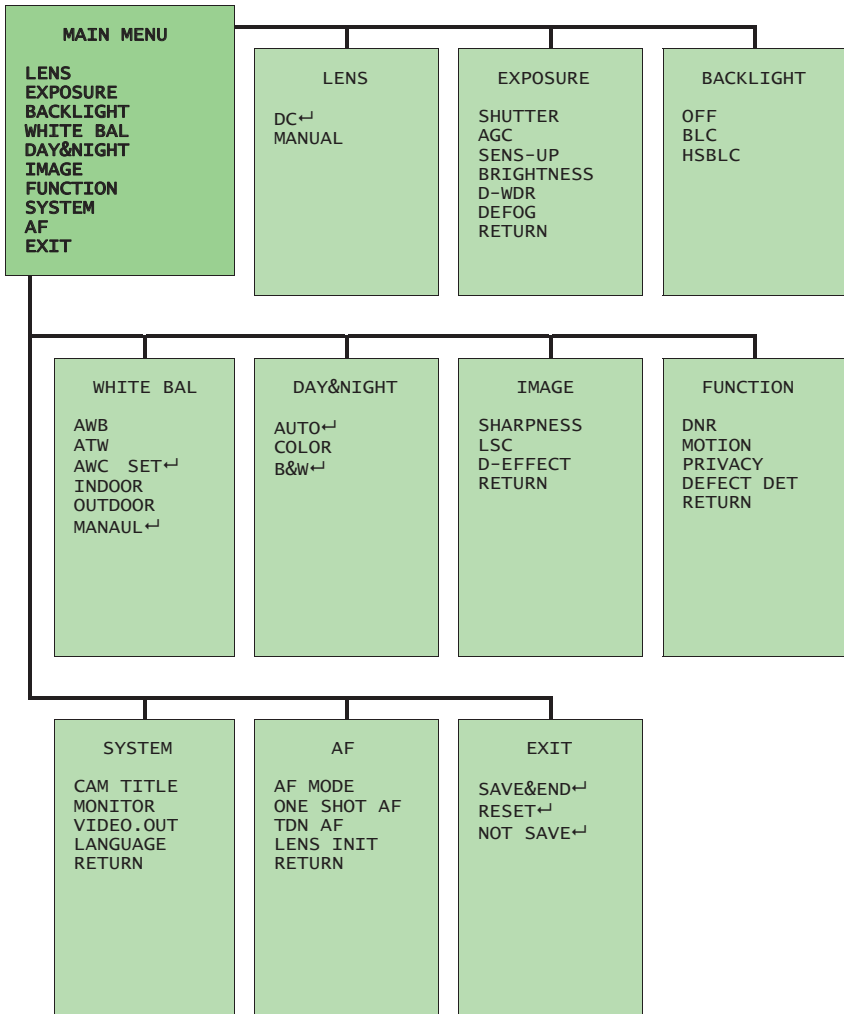 MAIN MENU
LENS
EXPOSURE
BACKLIGHT
WHITE BAL
DAY&NIGHT
IMAGE
FUNCTION
SYSTEM
AF
EXIT
LENS
DC↵
MANUAL
EXPOSURE
SHUTTER
AGC
SENS-UP
BRIGHTNESS
D-WDR
DEFOG
RETURN
BACKLIGHT
OFF
BLC
HSBLC
WHITE BAL
AWB
ATW
AWC SET↵
INDOOR
OUTDOOR
MANAUL↵
DAY&NIGHT
AUTO↵
COLOR
B&W↵
IMAGE
SHARPNESS
LSC
D-EFFECT
RETURN
FUNCTION
DNR
MOTION
PRIVACY
DEFECT DET
RETURN
SYSTEM
CAM TITLE
MONITOR
VIDEO.OUT
LANGUAGE
RETURN
AF
AF MODE
ONE SHOT AF
TDN AF
LENS INIT
RETURN
EXIT
SAVE&END↵
RESET↵
NOT SAVE↵